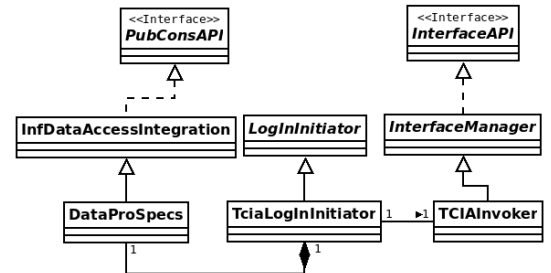 <<Interface>>
PubConsAPI
<<Interface>>
InterfaceAPI
InfDataAccessIntegration
LogInInitiator
InterfaceManager
DataProSpecs
TciaLogInInitiator
1
1
TCIAInvoker
1
1